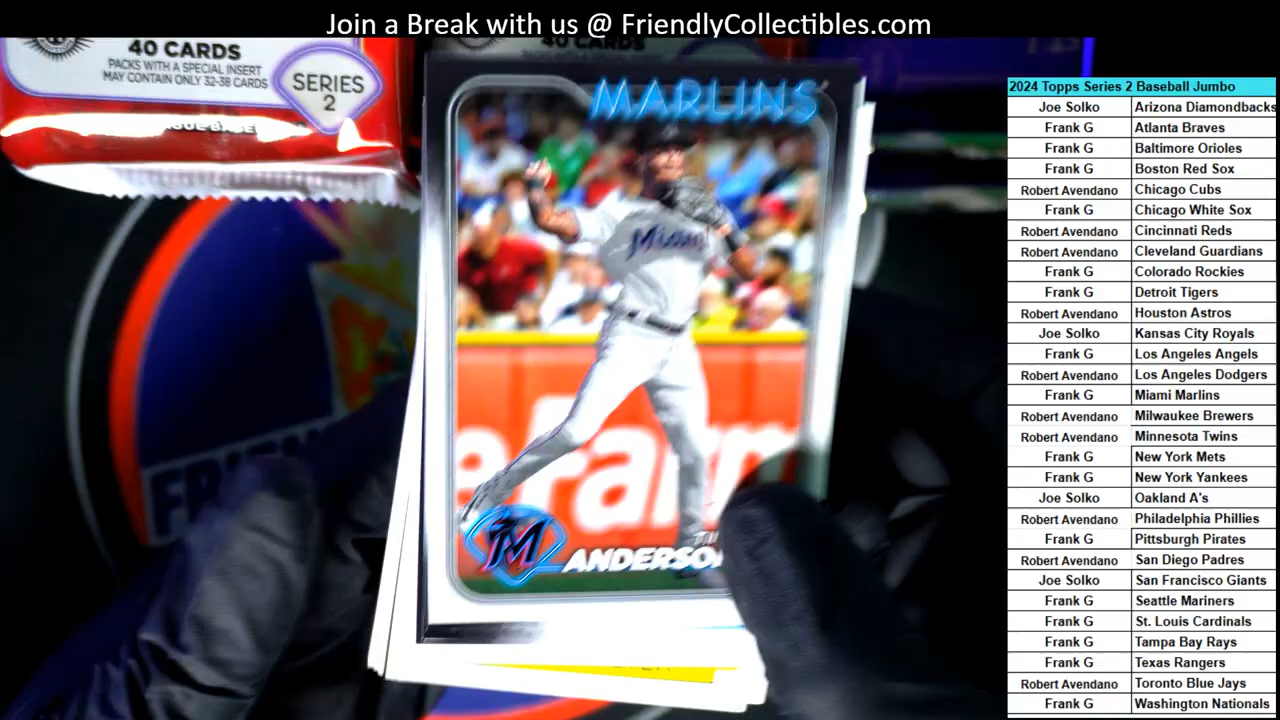 Join a Break with us @ FriendlyCollectibles.com
40 CARDS
PACKS WITH A SPECIAL INSERT
MAY CONTAIN ONLY 32-38 CARDS
SERIES
2
40 CARDS
MARLINS
Miami
eFarm
M
ANDERSO
2024 Topps Series 2 Baseball Jumbo
Joe Solko Arizona Diamondbacks
Frank G Atlanta Braves
Frank G Baltimore Orioles
Frank G Boston Red Sox
Robert Avendano Chicago Cubs
Frank G Chicago White Sox
Robert Avendano Cincinnati Reds
Robert Avendano Cleveland Guardians
Frank G Colorado Rockies
Frank G Detroit Tigers
Robert Avendano Houston Astros
Joe Solko Kansas City Royals
Frank G Los Angeles Angels
Robert Avendano Los Angeles Dodgers
Frank G Miami Marlins
Robert Avendano Milwaukee Brewers
Robert Avendano Minnesota Twins
Frank G New York Mets
Frank G New York Yankees
Joe Solko Oakland A's
Robert Avendano Philadelphia Phillies
Frank G Pittsburgh Pirates
Robert Avendano San Diego Padres
Joe Solko San Francisco Giants
Frank G Seattle Mariners
Frank G St. Louis Cardinals
Frank G Tampa Bay Rays
Frank G Texas Rangers
Robert Avendano Toronto Blue Jays
Frank G Washington Nationals